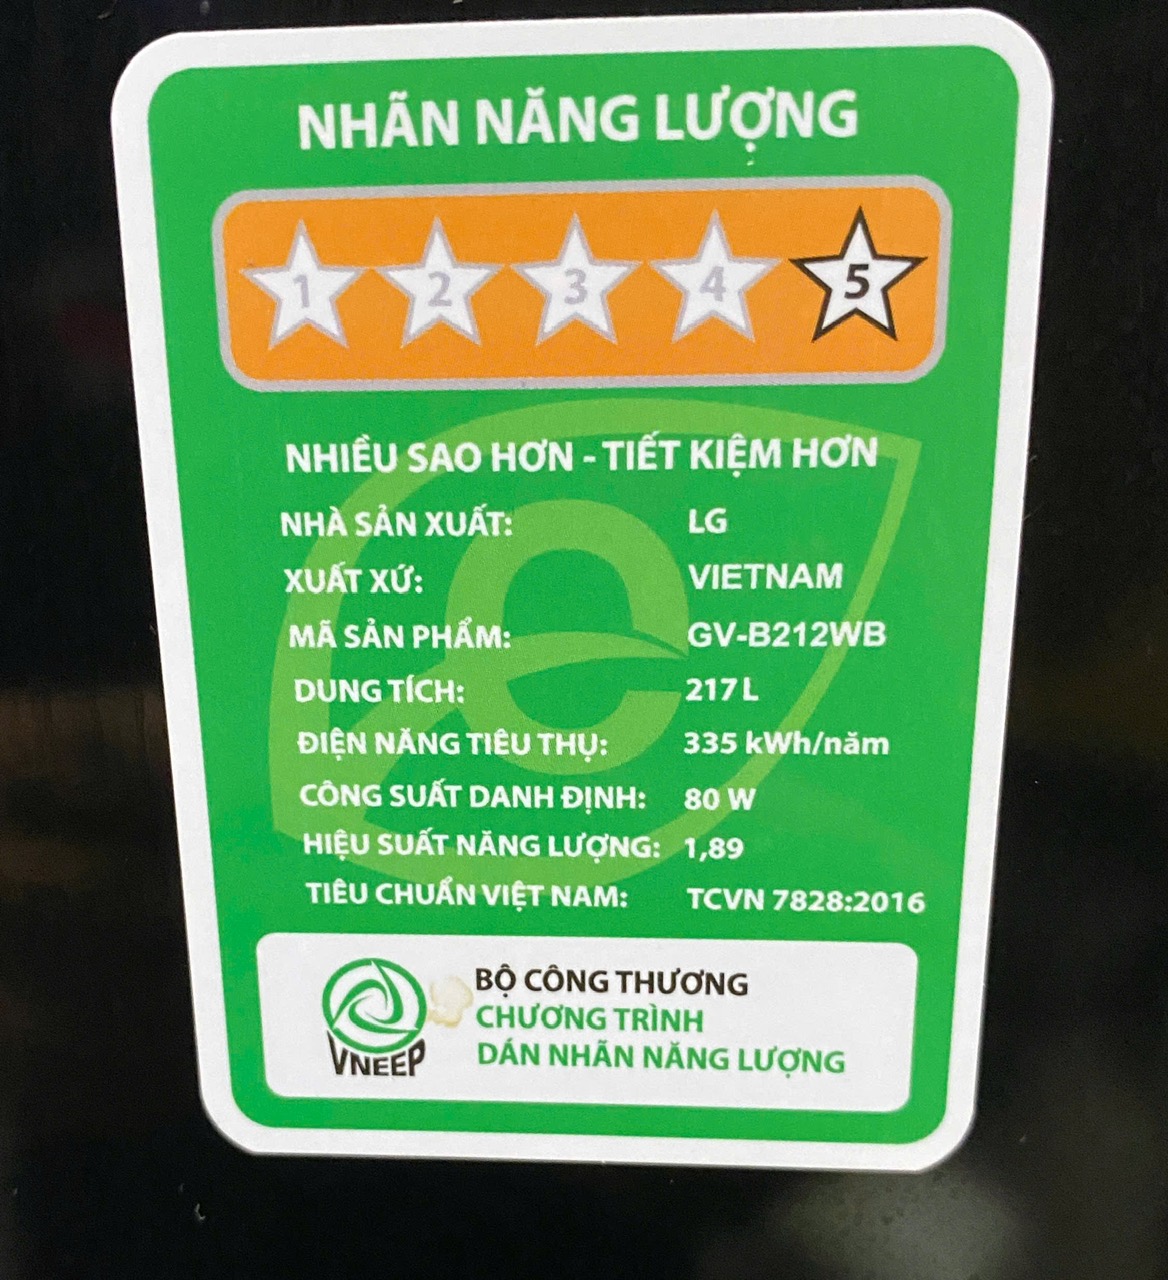 NHÃN NĂNG LƯỢNG
1 2 3 4 5
NHIỀU SAO HƠN - TIẾT KIỆM HƠN
NHÀ SẢN XUẤT: LG
XUẤT XỨ: VIETNAM
MÃ SẢN PHẨM: GV-B212WB
DUNG TÍCH: 217 L
ĐIỆN NĂNG TIÊU THỤ: 335 kWh/năm
CÔNG SUẤT DANH ĐỊNH: 80 W
HIỆU SUẤT NĂNG LƯỢNG: 1,89
TIÊU CHUẨN VIỆT NAM: TCVN 7828:2016
BỘ CÔNG THƯƠNG
CHƯƠNG TRÌNH
DÁN NHÃN NĂNG LƯỢNG
VNEEP